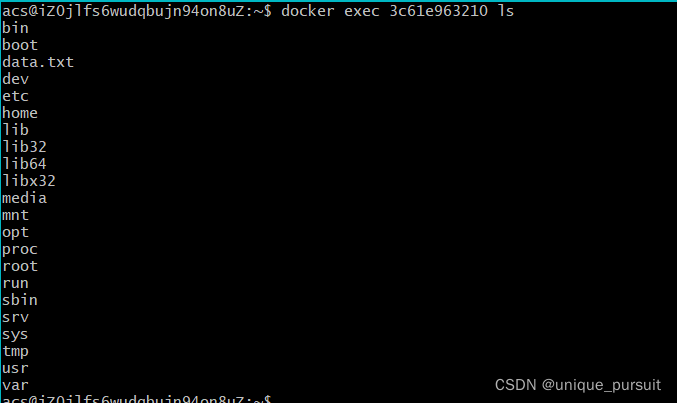 acs@iZ0jlfs6wudqbujn94on8uZ:~$ docker exec 3c61e963210 ls
bin
boot
data.txt
dev
etc
home
lib
lib32
lib64
libx32
media
mnt
opt
proc
root
run
sbin
srv
sys
tmp
usr
var
CSDN @unique_pursuit
acs@iZ0jlfs6wudqbujn94on8uZ:~$